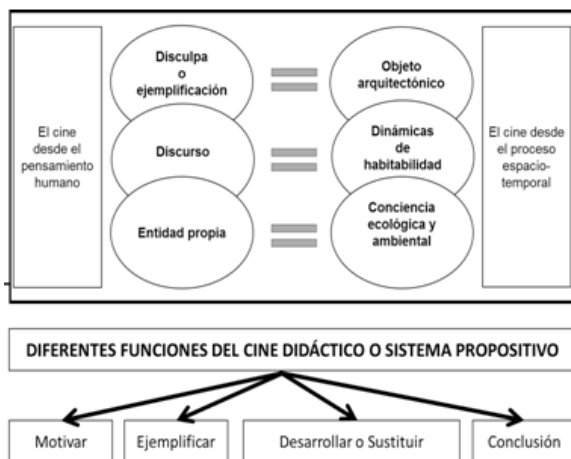 El cine
desde el
pensamiento
humano
Disculpa
o
ejemplificación
Discurso
Entidad propia
Objeto
arquitectónico
Dinámicas
de
habitabilidad
Conciencia
ecológica y
ambiental
El cine desde
el proceso
espacio-
temporal
DIFERENTES FUNCIONES DEL CINE DIDÁCTICO O SISTEMA PROPOSITIVO
Motivar
Ejemplificar
Desarrollar o Sustituir
Conclusión